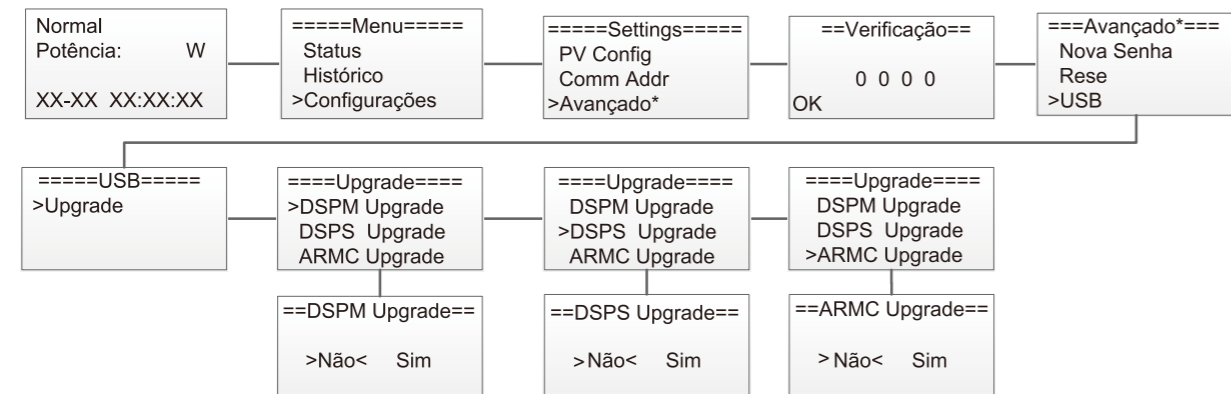 Normal
Potência: W
XX-XX XX:XX:XX
=====Menu=====
Status
Histórico
>Configurações
=====Settings=====
PV Config
Comm Addr
>Avançado*
==Verificação==
0 0 0 0
OK
===Avançado*===
Nova Senha
Rese
>USB
=====USB=====
>Upgrade
====Upgrade====
>DSPM Upgrade
DSPS Upgrade
ARMC Upgrade
====Upgrade====
DSPM Upgrade
>DSPS Upgrade
ARMC Upgrade
====Upgrade====
DSPM Upgrade
DSPS Upgrade
>ARMC Upgrade
==DSPM Upgrade==
>Não< Sim
==DSPS Upgrade==
>Não< Sim
==ARMC Upgrade==
>Não< Sim